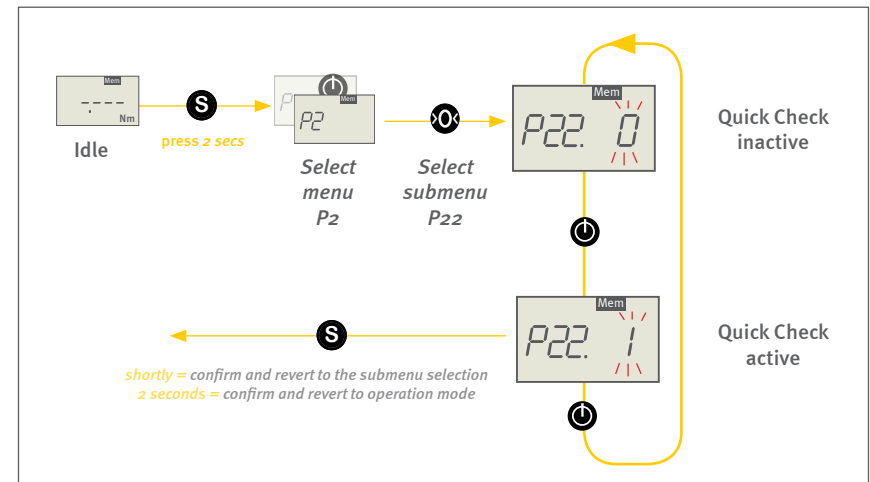 Mem
-.---
Nm
Idle
S
press 2 secs
P
Mem
P2
Select
menu
P2
>0<
Select
submenu
P22
Mem
P22. 0
Quick Check
inactive
Mem
P22. 1
Quick Check
active
S
shortly = confirm and revert to the submenu selection
2 seconds = confirm and revert to operation mode